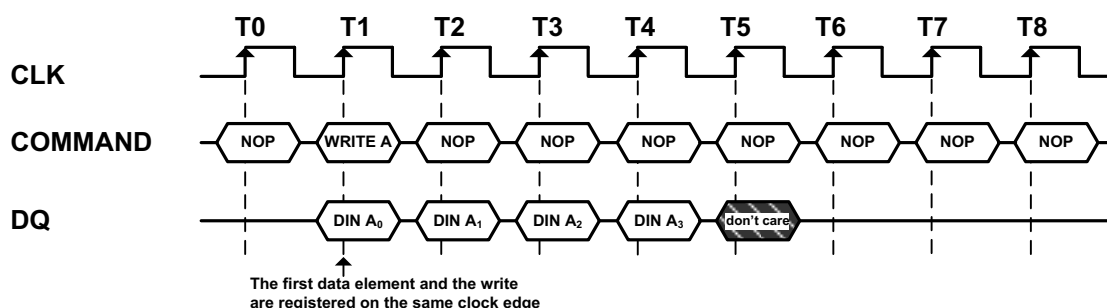 T0 T1 T2 T3 T4 T5 T6 T7 T8
CLK
COMMAND NOP WRITE A NOP NOP NOP NOP NOP NOP NOP
DQ DIN A0 DIN A1 DIN A2 DIN A3 don't care
The first data element and the write
are registered on the same clock edge